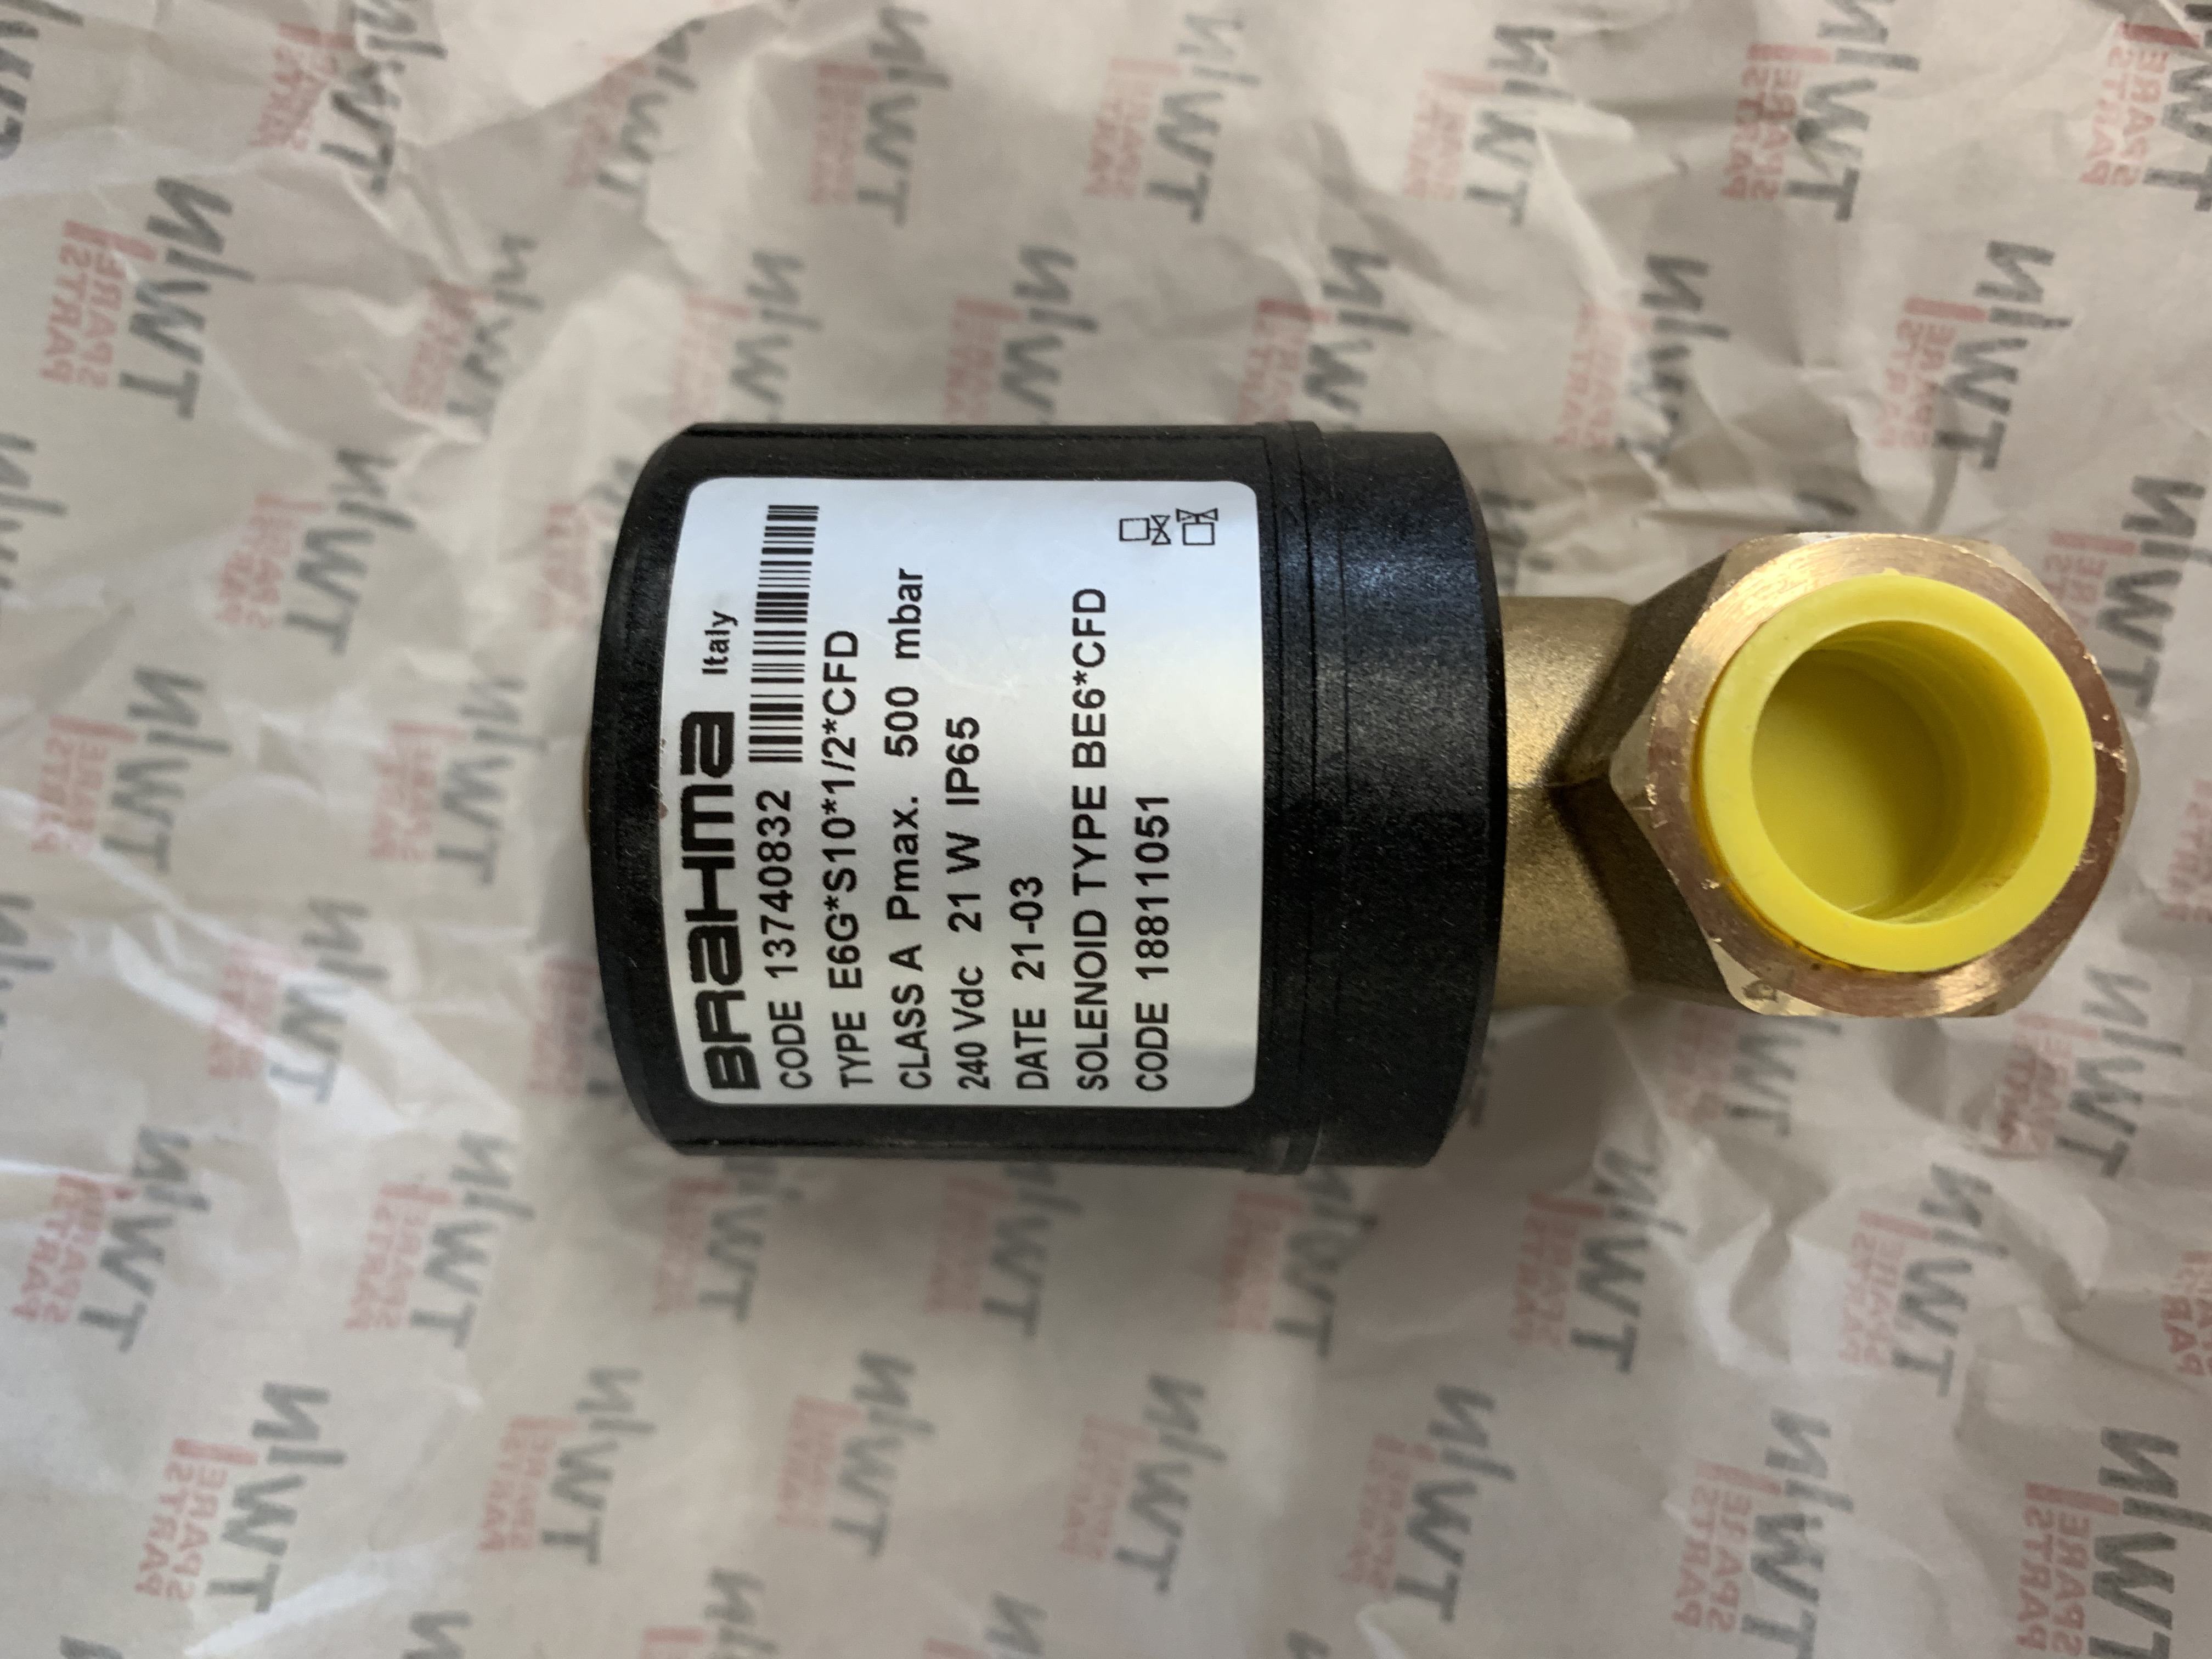 BRAHMA Italy
CODE 13740832
TYPE E6G*S10*1/2*CFD
CLASS A Pmax. 500 mbar
240 Vdc 21 W IP65
DATE 21-03
SOLENOID TYPE BE6*CFD
CODE 18811051
TWIN
SPARE
PARTS